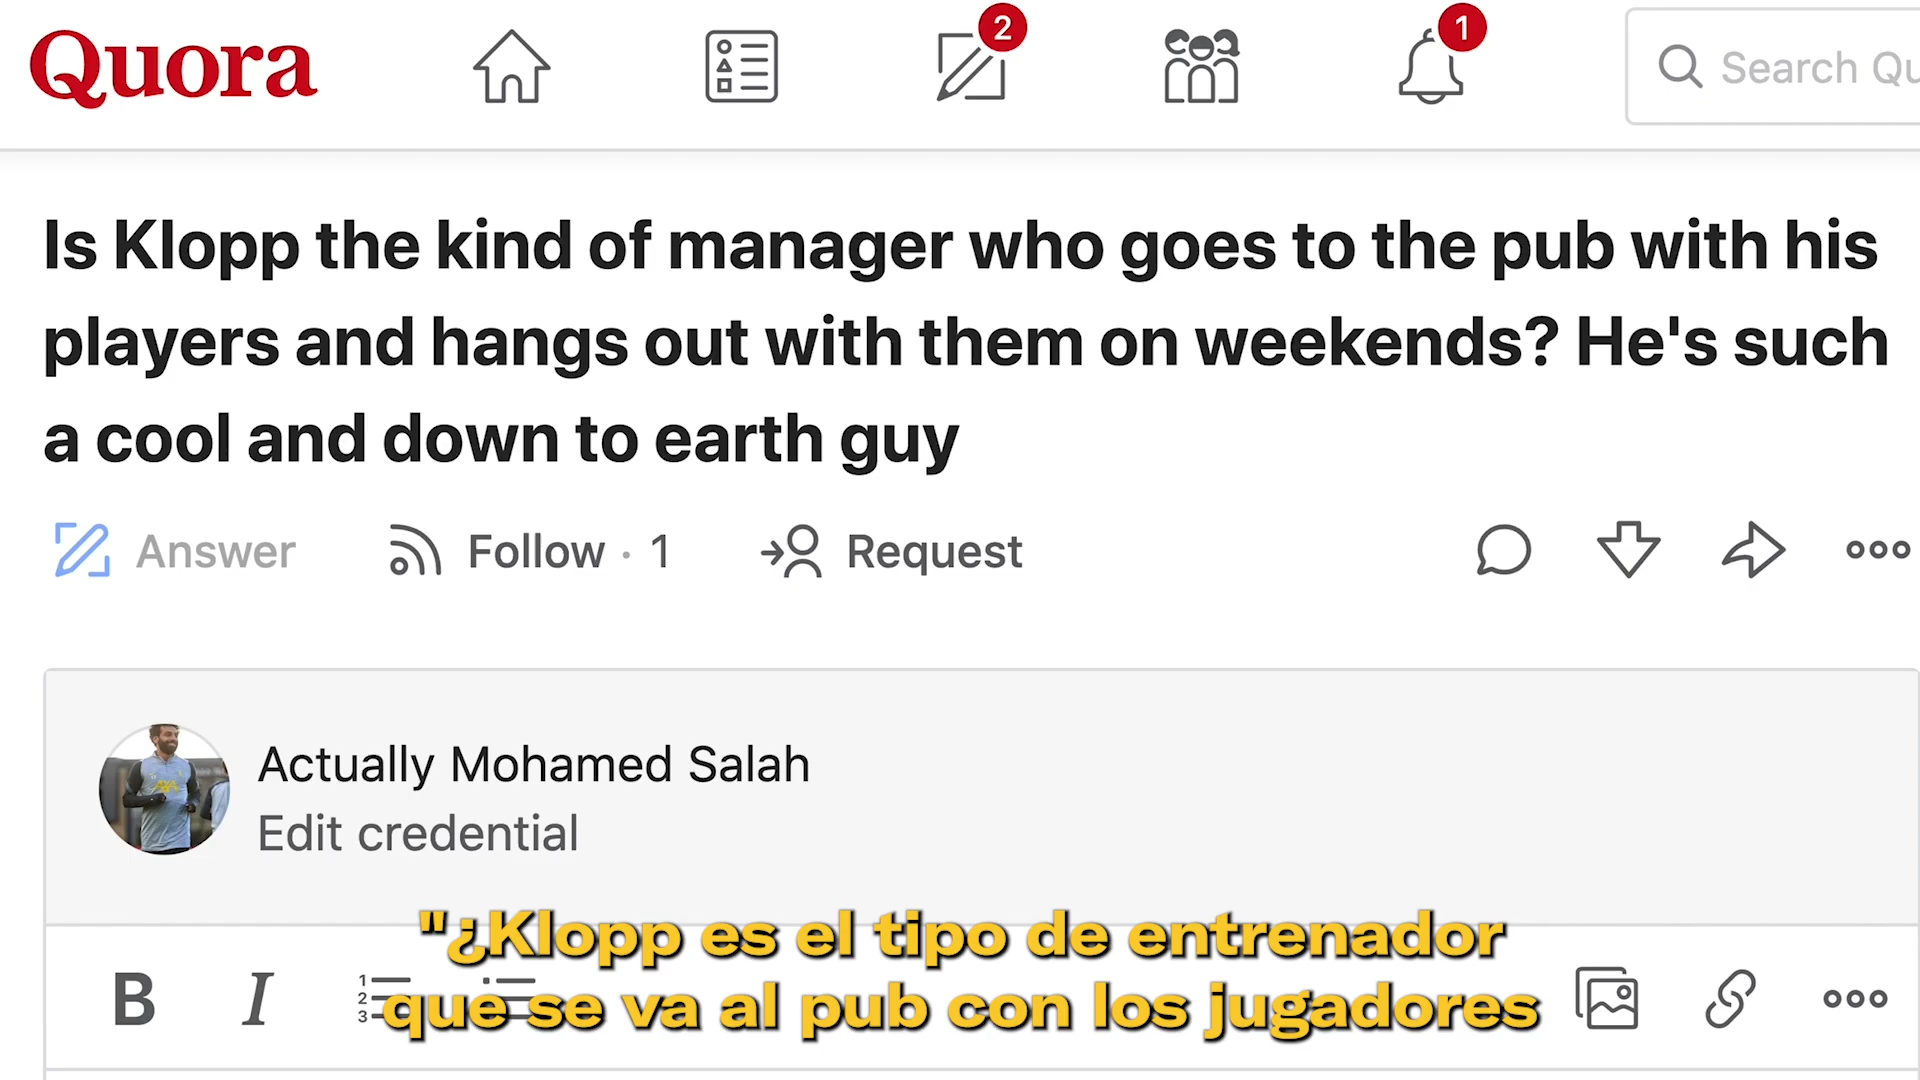 Quora
2
1
Search Qu
Is Klopp the kind of manager who goes to the pub with his
players and hangs out with them on weekends? He's such
a cool and down to earth guy
Answer
Follow · 1
Request
Actually Mohamed Salah
Edit credential
"¿Klopp es el tipo de entrenador
que se va al pub con los jugadores
B I
1
2
3